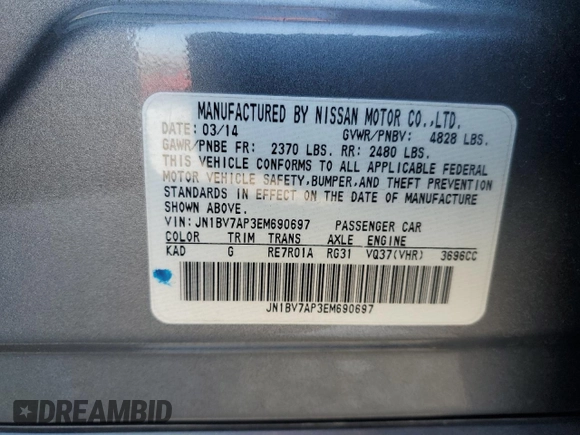 MANUFACTURED BY NISSAN MOTOR CO.,LTD.
DATE: 03/14 GVWR/PNBV: 4828 LBS.
GAWR/PNBE FR: 2370 LBS. RR: 2480 LBS.
THIS VEHICLE CONFORMS TO ALL APPLICABLE FEDERAL
MOTOR VEHICLE SAFETY,BUMPER,AND THEFT PREVENTION
STANDARDS IN EFFECT ON THE DATE OF MANUFACTURE
SHOWN ABOVE.
VIN: JN1BV7AP3EM690697 PASSENGER CAR
COLOR TRIM TRANS AXLE ENGINE
KAD G RE7R01A RG31 VQ37(VHR) 3696CC
JN1BV7AP3EM690697
DREAMBID